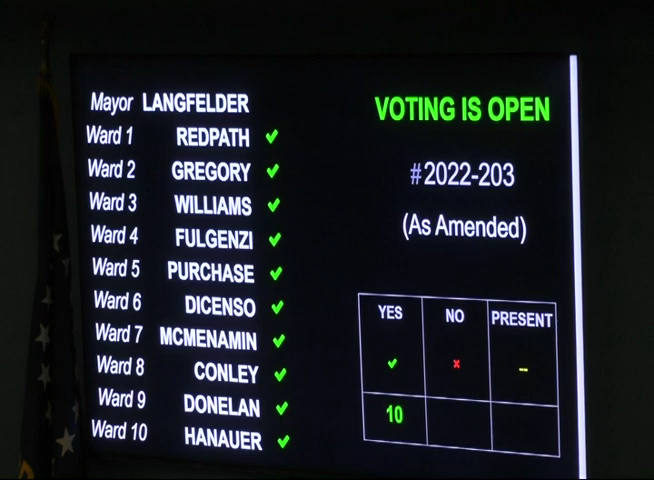 Mayor LANGFELDER
Ward 1 REDPATH ✓
Ward 2 GREGORY ✓
Ward 3 WILLIAMS ✓
Ward 4 FULGENZI ✓
Ward 5 PURCHASE ✓
Ward 6 DICENSO ✓
Ward 7 MCMENAMIN ✓
Ward 8 CONLEY ✓
Ward 9 DONELAN ✓
Ward 10 HANAUER ✓
VOTING IS OPEN
#2022-203
(As Amended)
YES NO PRESENT
✓ x --
10